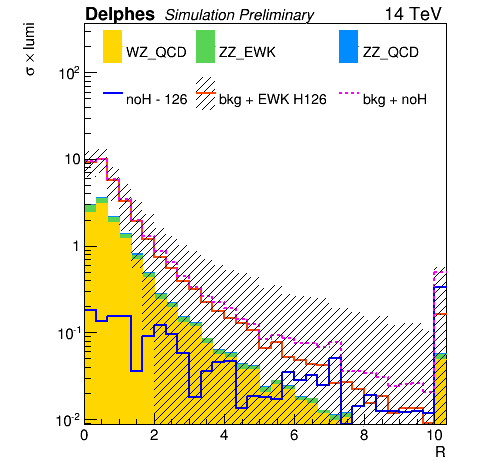 Delphes Simulation Preliminary 14 TeV
σ × lumi
WZ_QCD ZZ_EWK ZZ_QCD
noH - 126 bkg + EWK H126 bkg + noH
10²
10
1
10⁻¹
10⁻²
0 2 4 6 8 10
R